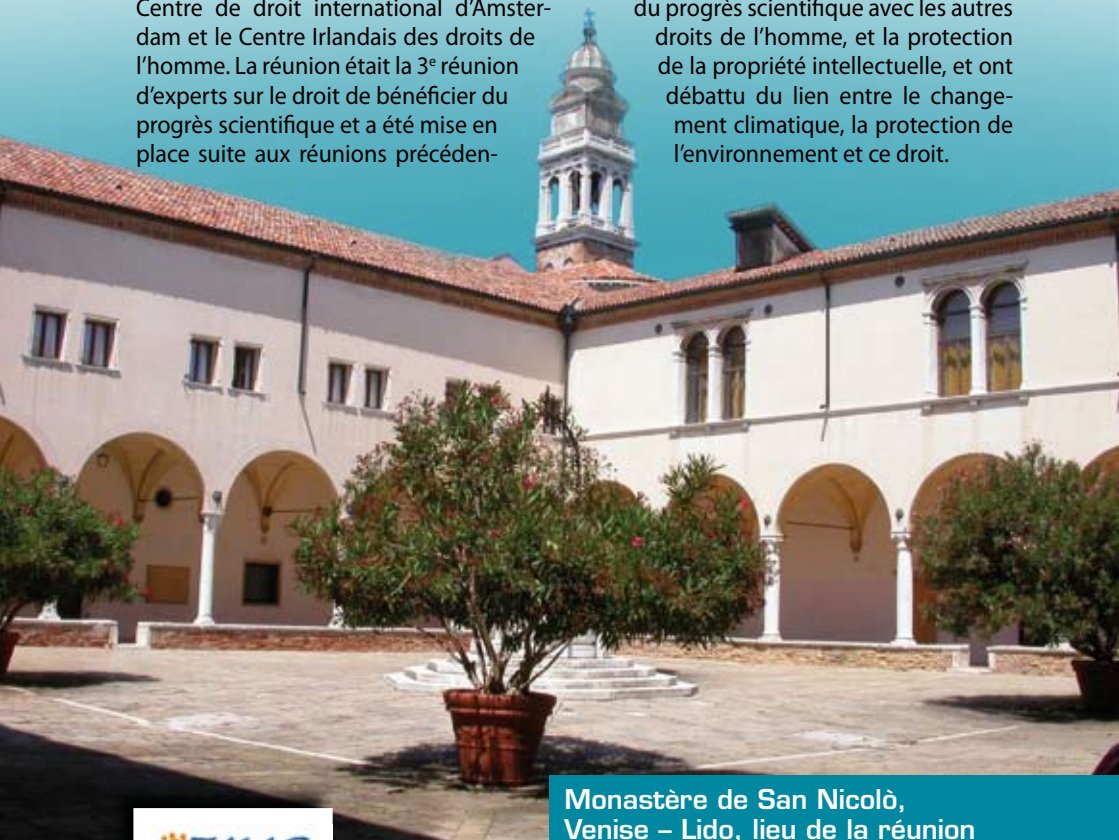 Centre de droit international d'Amster-
dam et le Centre Irlandais des droits de
l'homme. La réunion était la 3e réunion
d'experts sur le droit de bénéficier du
progrès scientifique et a été mise en
place suite aux réunions précéden-
du progrès scientifique avec les autres
droits de l'homme, et la protection
de la propriété intellectuelle, et ont
débattu du lien entre le change-
ment climatique, la protection de
l'environnement et ce droit.
Monastère de San Nicolò,
Venise – Lido, lieu de la réunion